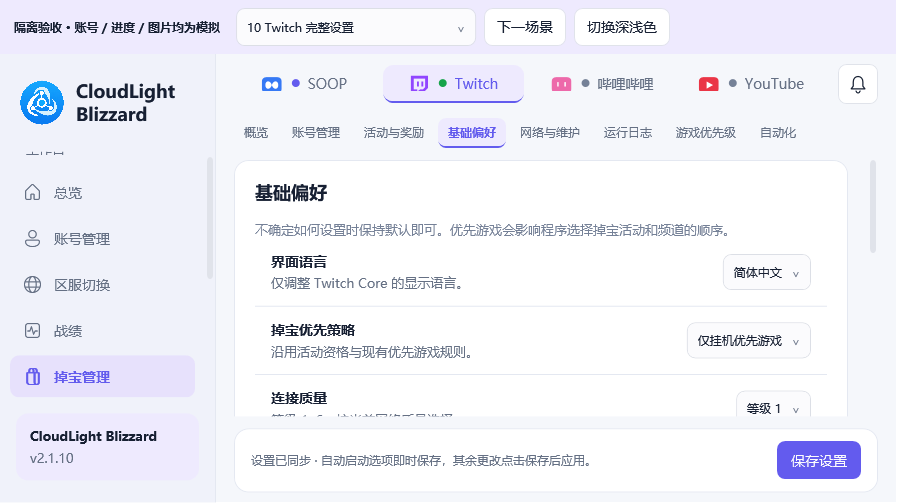 隔离验收 · 账号 / 进度 / 图片均为模拟
10 Twitch 完整设置
下一场景
切换深浅色
CloudLight
Blizzard
SOOP
Twitch
哔哩哔哩
YouTube
概览
账号管理
活动与奖励
基础偏好
网络与维护
运行日志
游戏优先级
自动化
总览
账号管理
区服切换
战绩
掉宝管理
CloudLight Blizzard
v2.1.10
基础偏好
不确定如何设置时保持默认即可。优先游戏会影响程序选择掉宝活动和频道的顺序。
界面语言
仅调整 Twitch Core 的显示语言。
简体中文
掉宝优先策略
沿用活动资格与现有优先游戏规则。
仅挂机优先游戏
连接质量
等级 1
设置已同步 · 自动启动选项即时保存，其余更改点击保存后应用。
保存设置